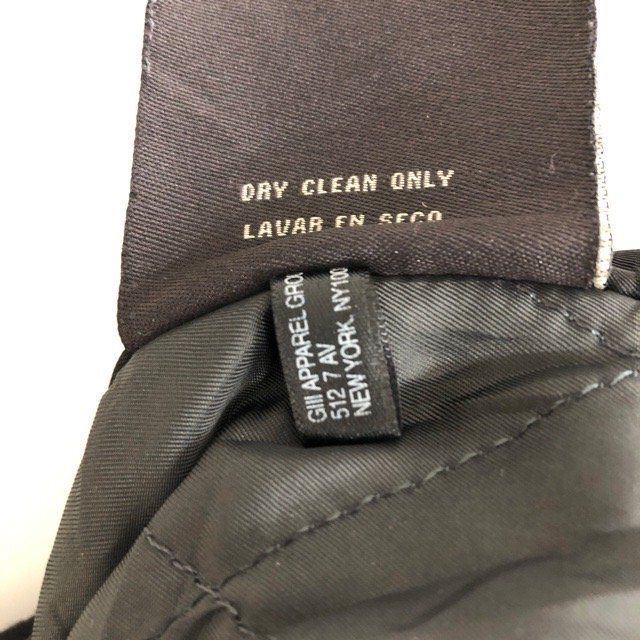 DRY CLEAN ONLY
LAVAR EN SECO
GIII APPAREL GRO
512 7 AV
NEW YORK. NY100